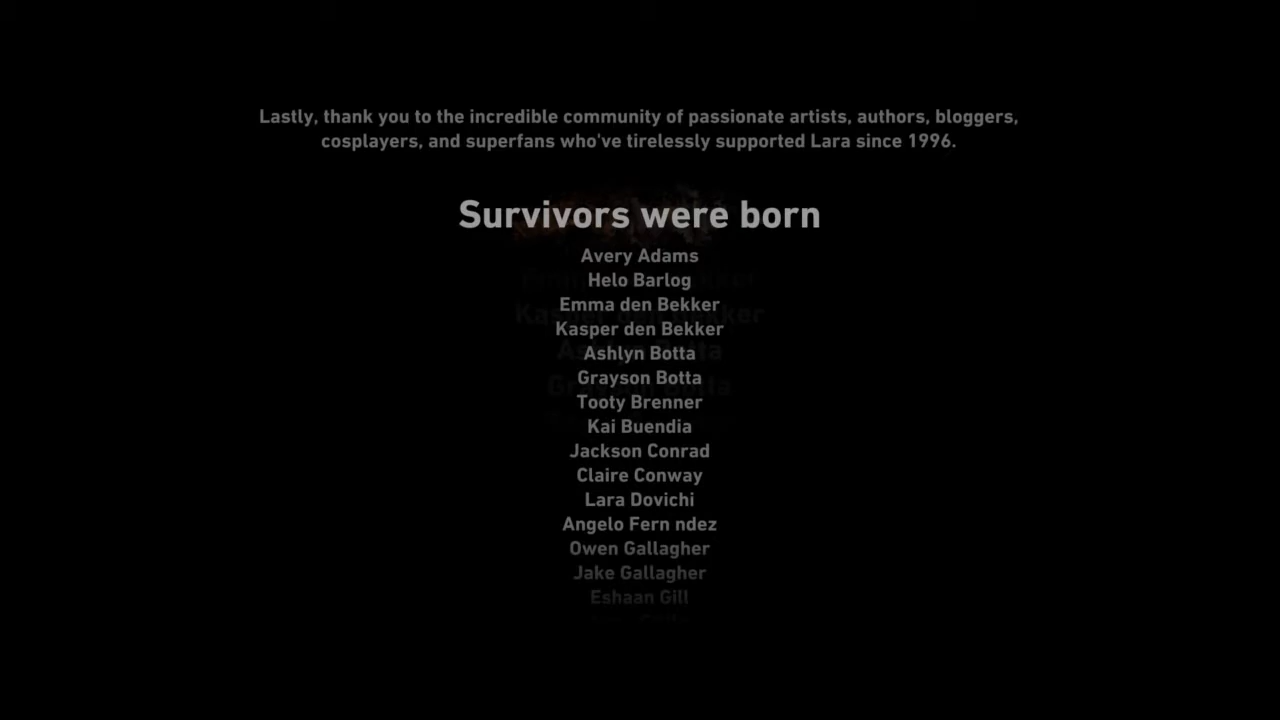 Lastly, thank you to the incredible community of passionate artists, authors, bloggers,
cosplayers, and superfans who've tirelessly supported Lara since 1996.
Survivors were born
Avery Adams
Helo Barlog
Emma den Bekker
Kasper den Bekker
Ashlyn Botta
Grayson Botta
Tooty Brenner
Kai Buendia
Jackson Conrad
Claire Conway
Lara Dovichi
Angelo Fern ndez
Owen Gallagher
Jake Gallagher
Eshaan Gill